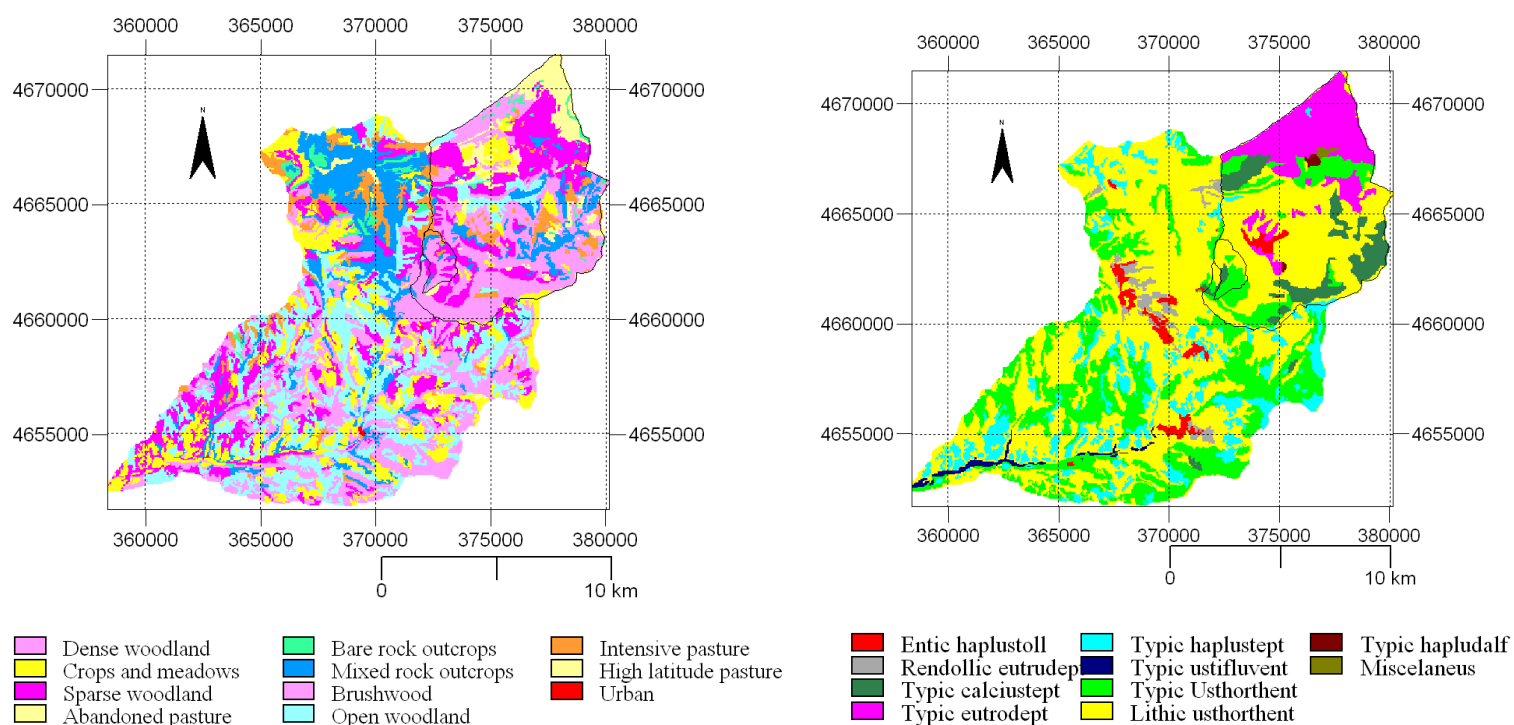 360000 365000 370000 375000 380000
4670000 4670000
N
4665000 4665000
4660000 4660000
4655000 4655000
360000 365000 370000 375000 380000
0 10 km
Dense woodland
Crops and meadows
Sparse woodland
Abandoned pasture
Bare rock outcrops
Mixed rock outcrops
Brushwood
Open woodland
Intensive pasture
High latitude pasture
Urban
360000 365000 370000 375000 380000
4670000 4670000
N
4665000 4665000
4660000 4660000
4655000 4655000
360000 365000 370000 375000 380000
0 10 km
Entic haplustoll
Rendollic eutrudept
Typic calciustept
Typic eutrodept
Typic haplustept
Typic ustifluvent
Typic Usthorthent
Lithic usthorthent
Typic hapludalf
Miscelaneus